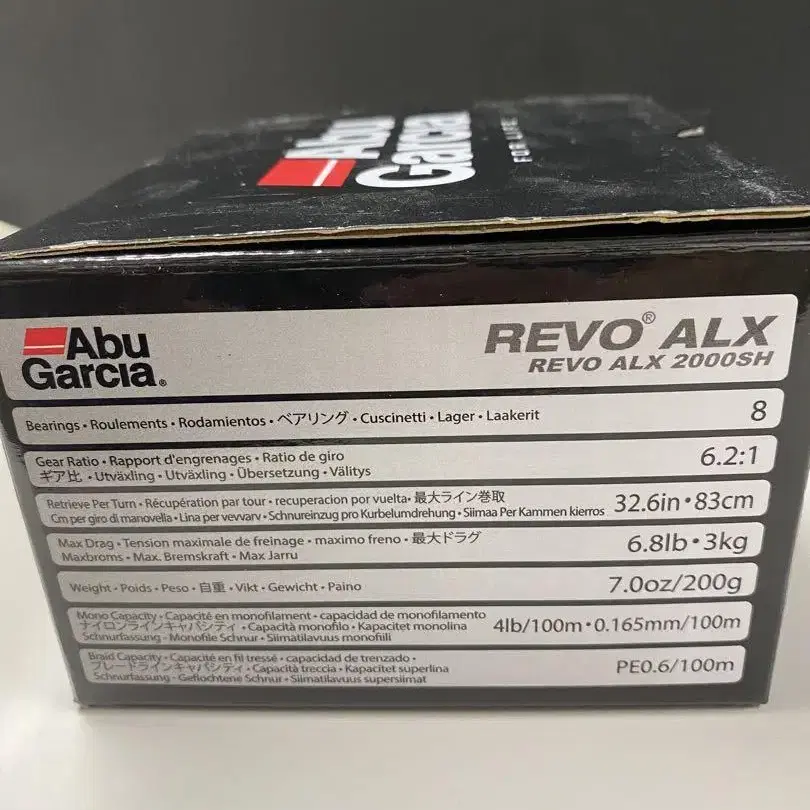 Abu
Garcia
FOR LIFE
Abu
Garcia®
REVO® ALX
REVO ALX 2000SH
Bearings • Roulements • Rodamientos • ベアリング • Cuscinetti • Lager • Laakerit 8
Gear Ratio • Rapport d'engrenages • Ratio de giro
ギア比 • Utväxling • Utväxling • Übersetzung • Välitys
6.2:1
Retrieve Per Turn • Récupération par tour • recuperacion por vuelta• 最大ライン巻取
Cm per giro di manovella • Lina per vevvarv • Schnureinzug pro Kurbelumdrehung • Siimaa Per Kammen kierros
32.6in•83cm
Max Drag • Tension maximale de freinage • maximo freno • 最大ドラグ
Maxbroms • Max. Bremskraft • Max Jarru
6.8lb•3kg
Weight • Poids • Peso • 自重 • Vikt • Gewicht • Paino 7.0oz/200g
Mono Capacity • Capacité en monofilament • capacidad de monofilamento
ナイロンラインキャパシティ • Capacità monofilo • Kapacitet monolina
Schnurfassung - Monofile Schnur • Siimatilavuus monofiili
4lb/100m•0.165mm/100m
Braid Capacity • Capacité en fil tressé • capacidad de trenzado •
ブレードラインキャパシティ • Capacità treccia • Kapacitet superlina
Schnurfassung - Geflochtene Schnur • Siimatilavuus supersiimat
PE0.6/100m